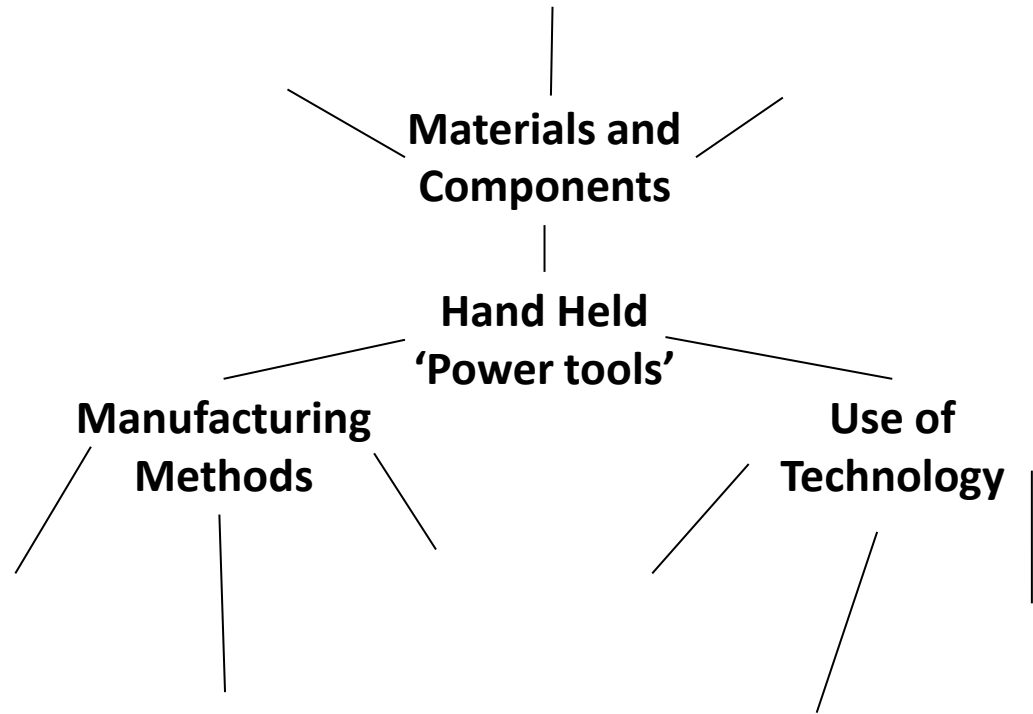 Materials and
Components
Hand Held
‘Power tools’
Manufacturing
Methods
Use of
Technology